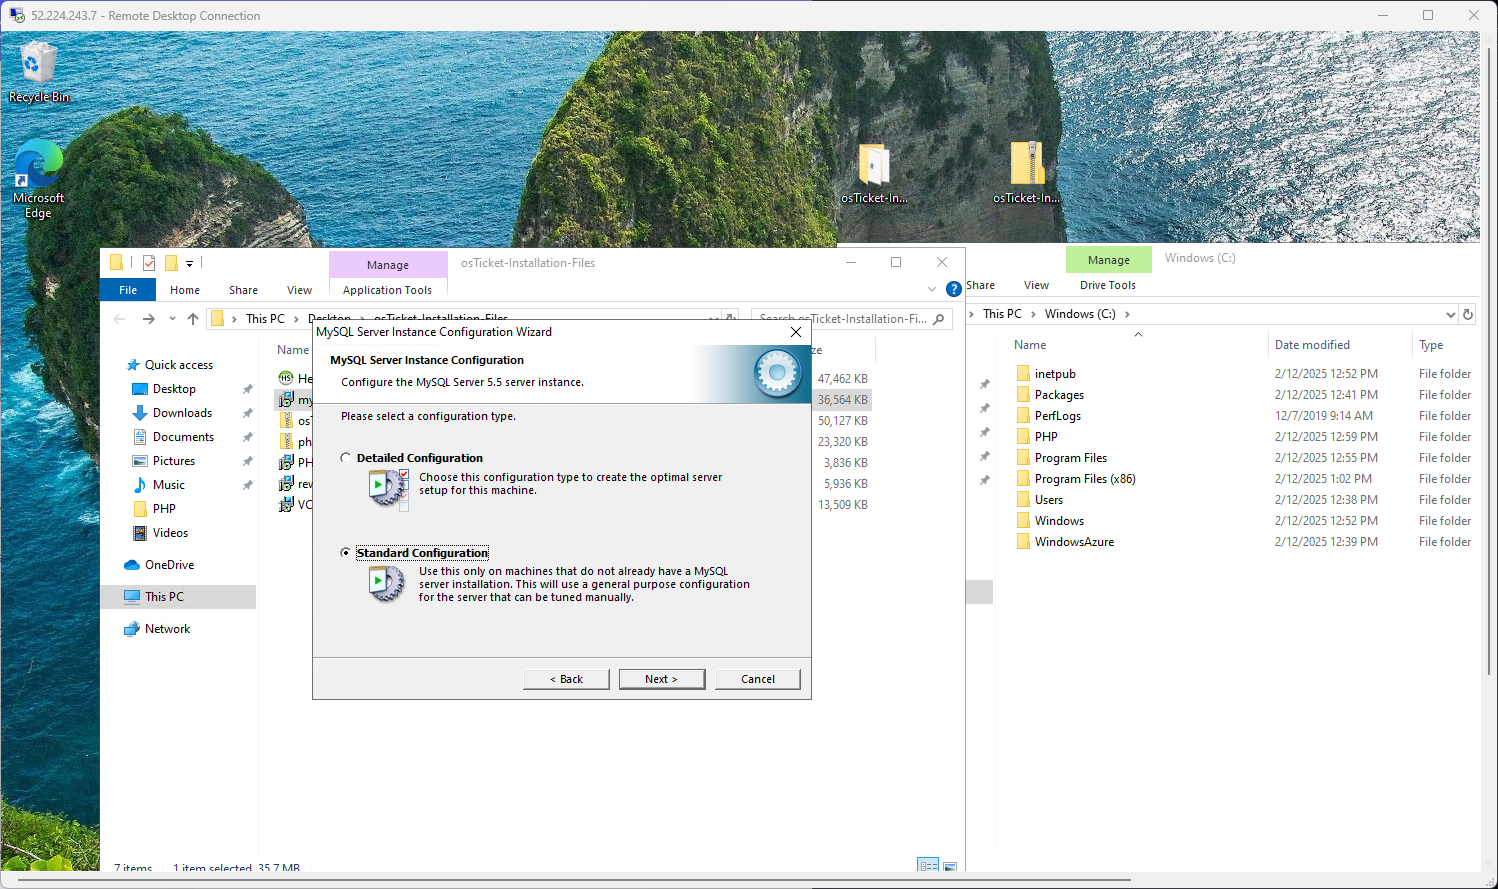 52.224.243.7 - Remote Desktop Connection
Recycle Bin
Microsoft
Edge
osTicket-In...
osTicket-In...
Manage
osTicket-Installation-Files
File
Home
Share
View
Application Tools
This PC
Desktop
osTicket-Installation-Files
Search osTicket-Installation-Fi...
Quick access
Desktop
Downloads
Documents
Pictures
Music
PHP
Videos
OneDrive
This PC
Network
Name
He
my
osT
ph
PH
rew
VC
47,462 KB
36,564 KB
50,127 KB
23,320 KB
3,836 KB
5,936 KB
13,509 KB
7 items
1 item selected 35.7 MB
MySQL Server Instance Configuration Wizard
MySQL Server Instance Configuration
Configure the MySQL Server 5.5 server instance.
Please select a configuration type.
Detailed Configuration
Choose this configuration type to create the optimal server
setup for this machine.
Standard Configuration
Use this only on machines that do not already have a MySQL
server installation. This will use a general purpose configuration
for the server that can be tuned manually.
< Back
Next >
Cancel
Manage
Windows (C:)
Share
View
Drive Tools
This PC
Windows (C:)
Name
Date modified
Type
inetpub 2/12/2025 12:52 PM File folder
Packages 2/12/2025 12:41 PM File folder
PerfLogs 12/7/2019 9:14 AM File folder
PHP 2/12/2025 12:59 PM File folder
Program Files 2/12/2025 12:55 PM File folder
Program Files (x86) 2/12/2025 1:02 PM File folder
Users 2/12/2025 12:38 PM File folder
Windows 2/12/2025 12:52 PM File folder
WindowsAzure 2/12/2025 12:39 PM File folder